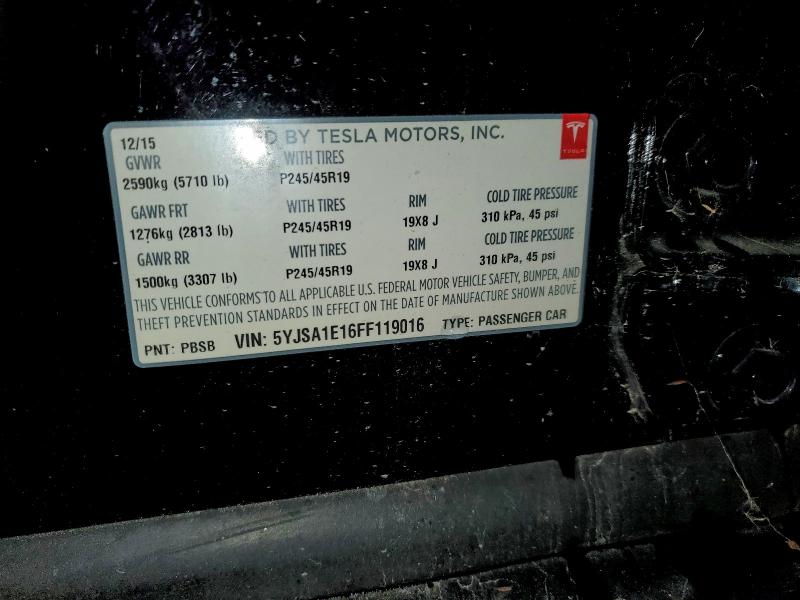 12/15 D BY TESLA MOTORS, INC.
TESLA
GVWR WITH TIRES
2590kg (5710 lb) P245/45R19
GAWR FRT WITH TIRES RIM COLD TIRE PRESSURE
1276kg (2813 lb) P245/45R19 19X8 J 310 kPa, 45 psi
GAWR RR WITH TIRES RIM COLD TIRE PRESSURE
1500kg (3307 lb) P245/45R19 19X8 J 310 kPa, 45 psi
THIS VEHICLE CONFORMS TO ALL APPLICABLE U.S. FEDERAL MOTOR VEHICLE SAFETY, BUMPER, AND
THEFT PREVENTION STANDARDS IN EFFECT ON THE DATE OF MANUFACTURE SHOWN ABOVE.
PNT: PBSB VIN: 5YJSA1E16FF119016 TYPE: PASSENGER CAR